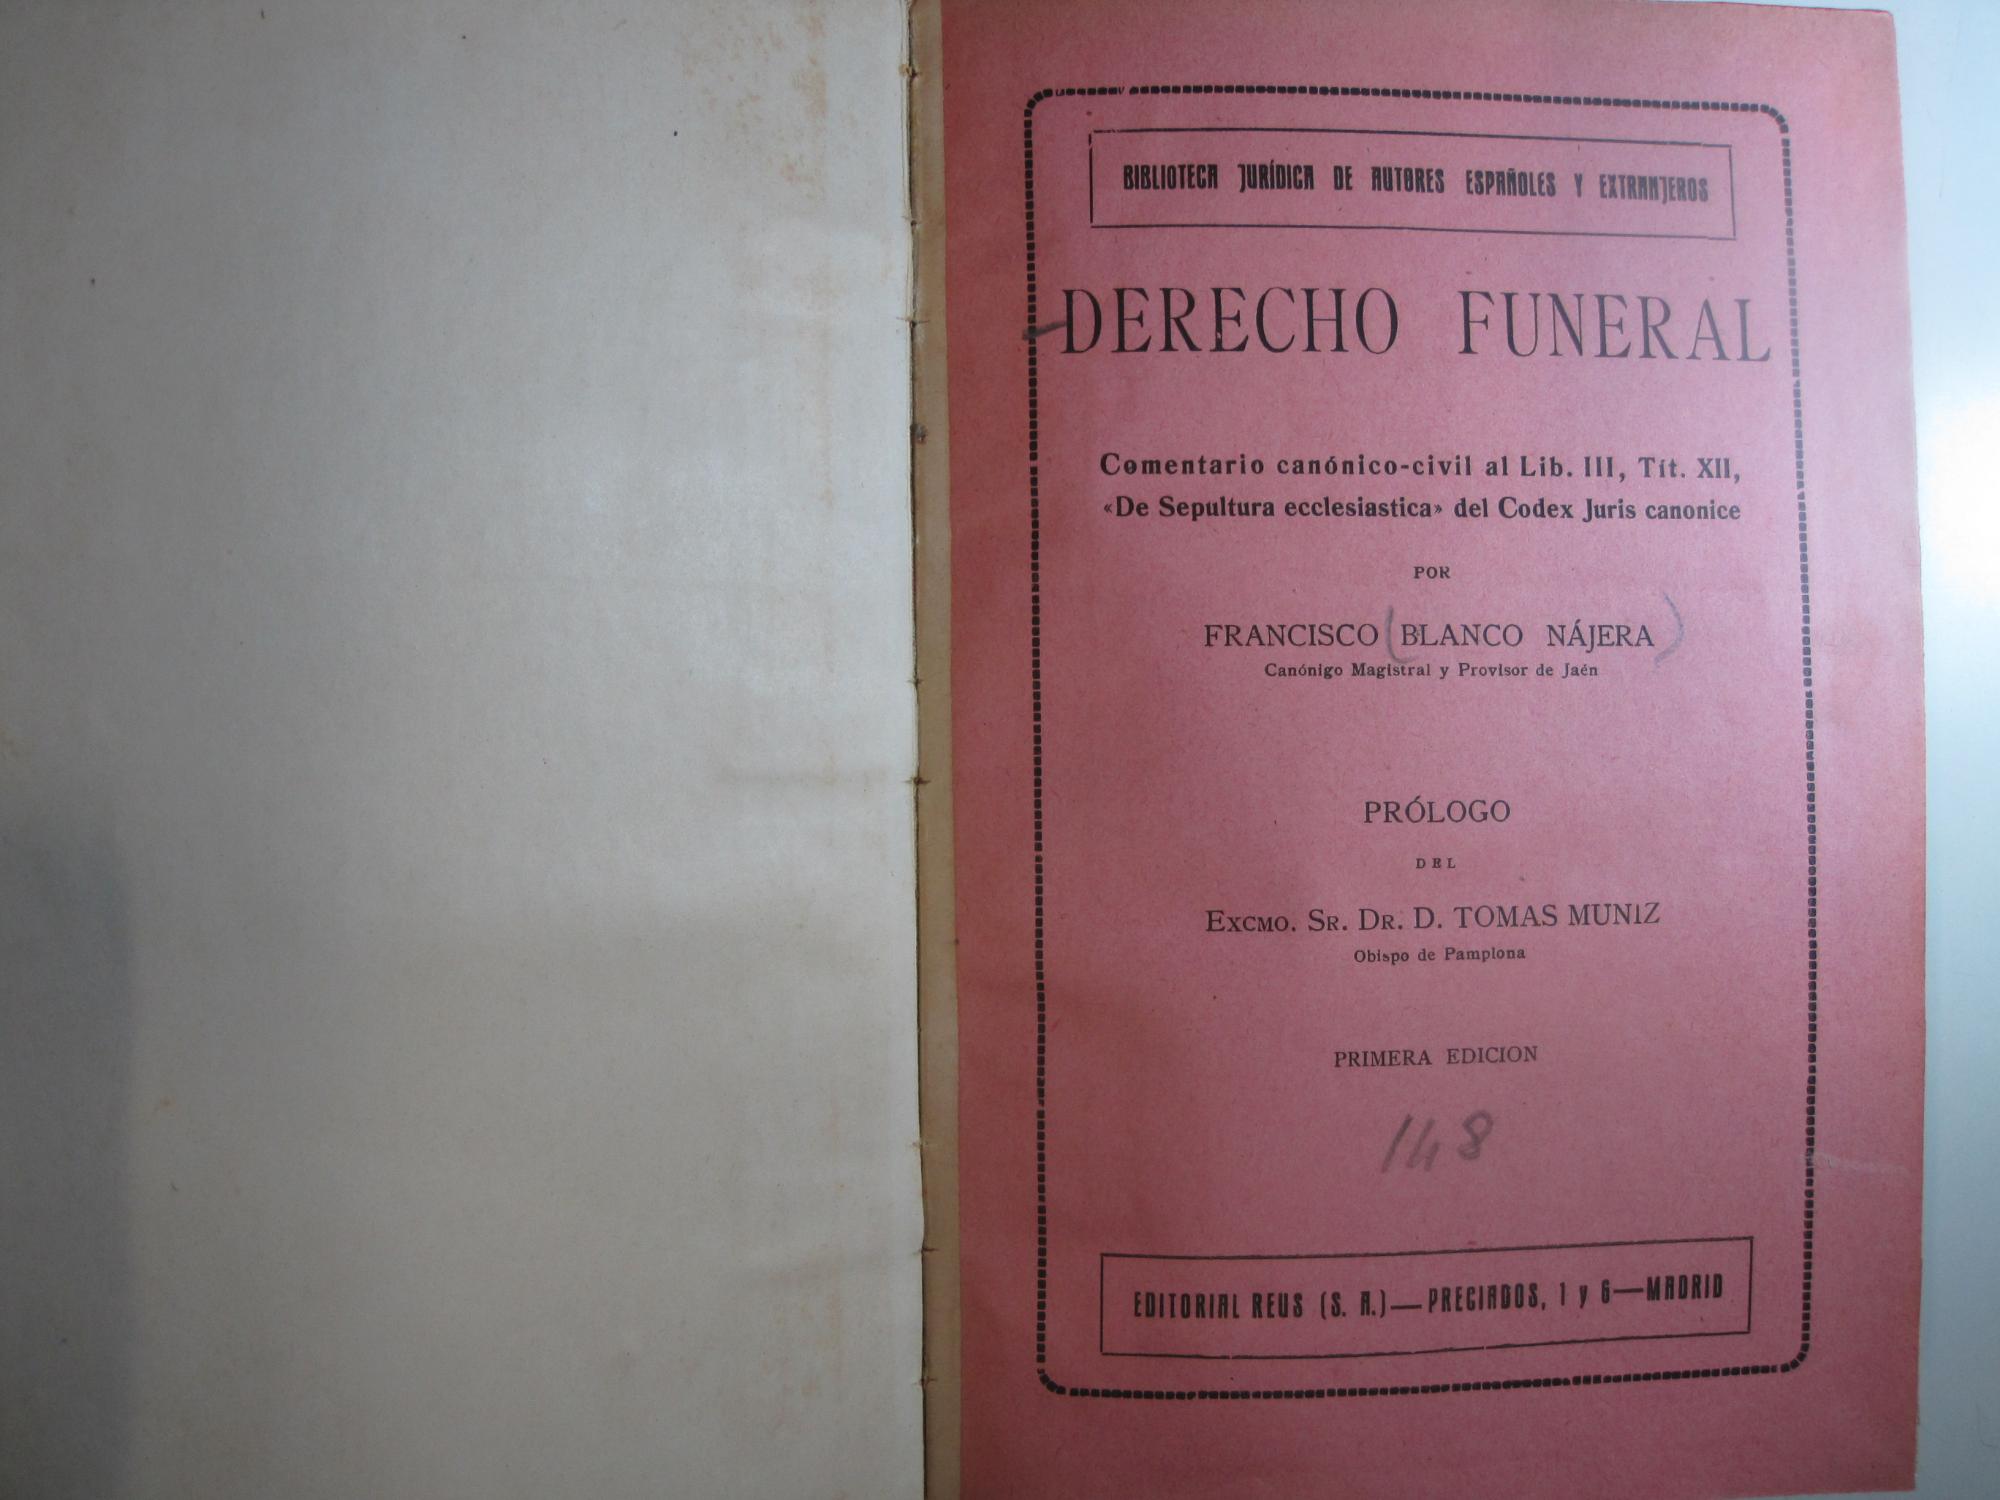 BIBLIOTECA JURÍDICA DE AUTORES ESPAÑOLES Y EXTRANJEROS
DERECHO FUNERAL
Comentario canónico-civil al Lib. III, Tít. XII,
«De Sepultura ecclesiastica» del Codex Juris canonice
POR
FRANCISCO (BLANCO NÁJERA)
Canónigo Magistral y Provisor de Jaén
PRÓLOGO
DEL
EXCMO. SR. DR. D. TOMAS MUNIZ
Obispo de Pamplona
PRIMERA EDICION
148
EDITORIAL REUS (S. A.)—PRECIADOS, 1 y 6—MADRID